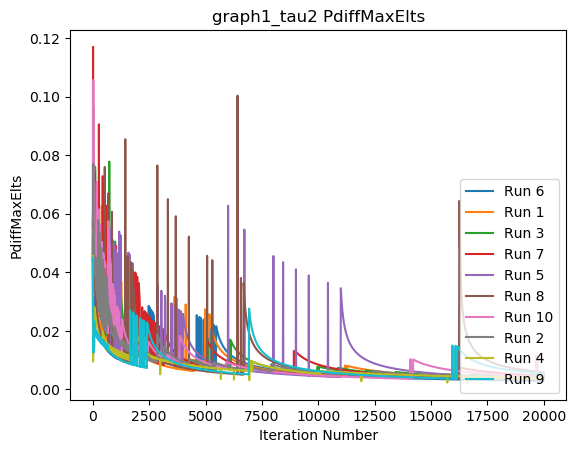 graph1_tau2 PdiffMaxElts
PdiffMaxElts
0.12
0.10
0.08
0.06
0.04
0.02
0.00
0 2500 5000 7500 10000 12500 15000 17500 20000
Iteration Number
Run 6
Run 1
Run 3
Run 7
Run 5
Run 8
Run 10
Run 2
Run 4
Run 9